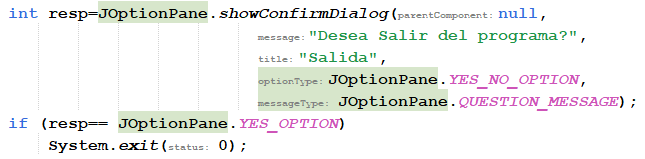 int resp=JOptionPane.showConfirmDialog(parentComponent: null,
message: "Desea Salir del programa?",
title: "Salida",
optionType: JOptionPane.YES_NO_OPTION,
messageType: JOptionPane.QUESTION_MESSAGE);
if (resp== JOptionPane.YES_OPTION)
System.exit(status: 0);